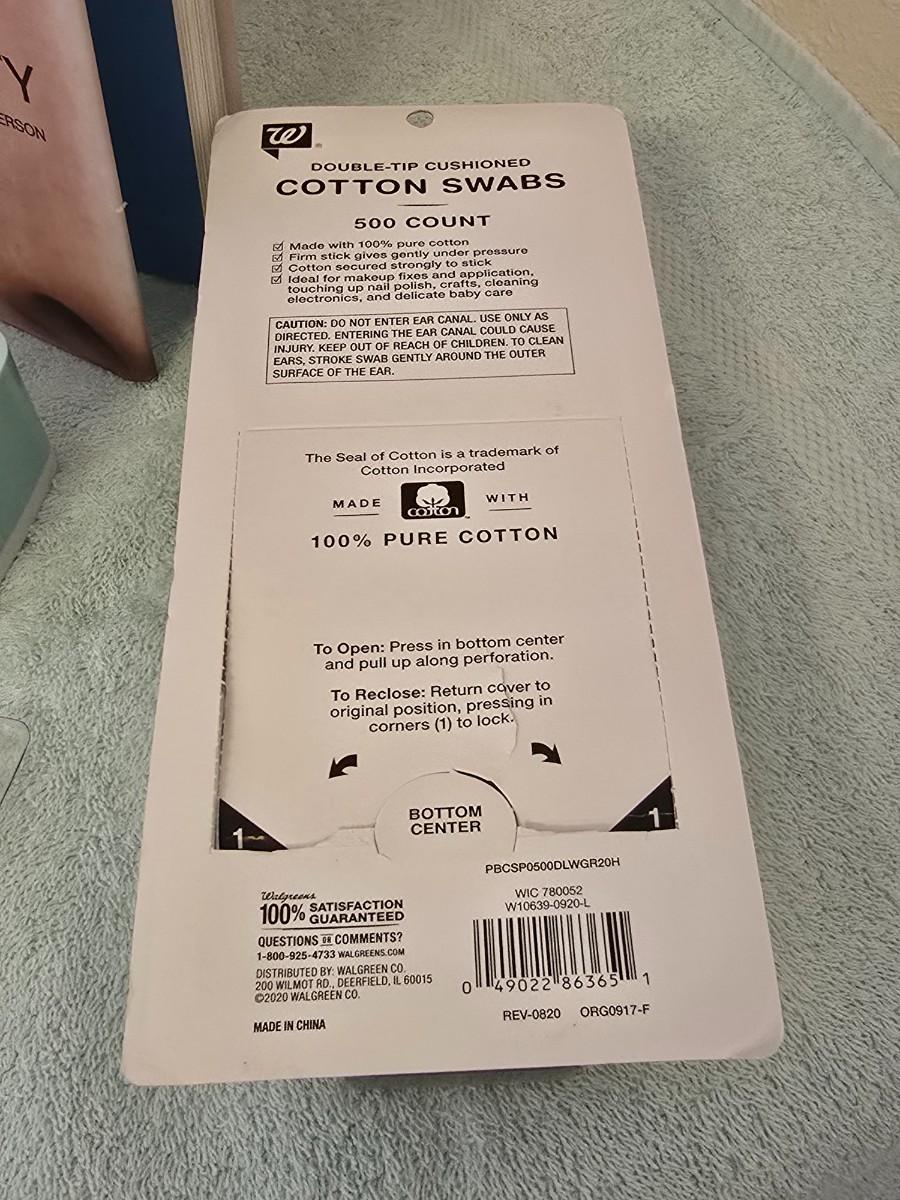 Y
ERSON
W
DOUBLE-TIP CUSHIONED
COTTON SWABS
500 COUNT
Made with 100% pure cotton
Firm stick gives gently under pressure
Cotton secured strongly to stick
Ideal for makeup fixes and application,
touching up nail polish, crafts, cleaning
electronics, and delicate baby care
CAUTION: DO NOT ENTER EAR CANAL. USE ONLY AS
DIRECTED. ENTERING THE EAR CANAL COULD CAUSE
INJURY. KEEP OUT OF REACH OF CHILDREN. TO CLEAN
EARS, STROKE SWAB GENTLY AROUND THE OUTER
SURFACE OF THE EAR.
The Seal of Cotton is a trademark of
Cotton Incorporated
MADE cotton WITH
100% PURE COTTON
To Open: Press in bottom center
and pull up along perforation.
To Reclose: Return cover to
original position, pressing in
corners (1) to lock.
BOTTOM
CENTER
1
1
PBCSP0500DLWGR20H
WIC 780052
W10639-0920-L
Walgreens
100% SATISFACTION
GUARANTEED
QUESTIONS OR COMMENTS?
1-800-925-4733 WALGREENS.COM
DISTRIBUTED BY: WALGREEN CO.
200 WILMOT RD., DEERFIELD, IL 60015
©2020 WALGREEN CO.
MADE IN CHINA
0 49022 86365 1
REV-0820 ORG0917-F